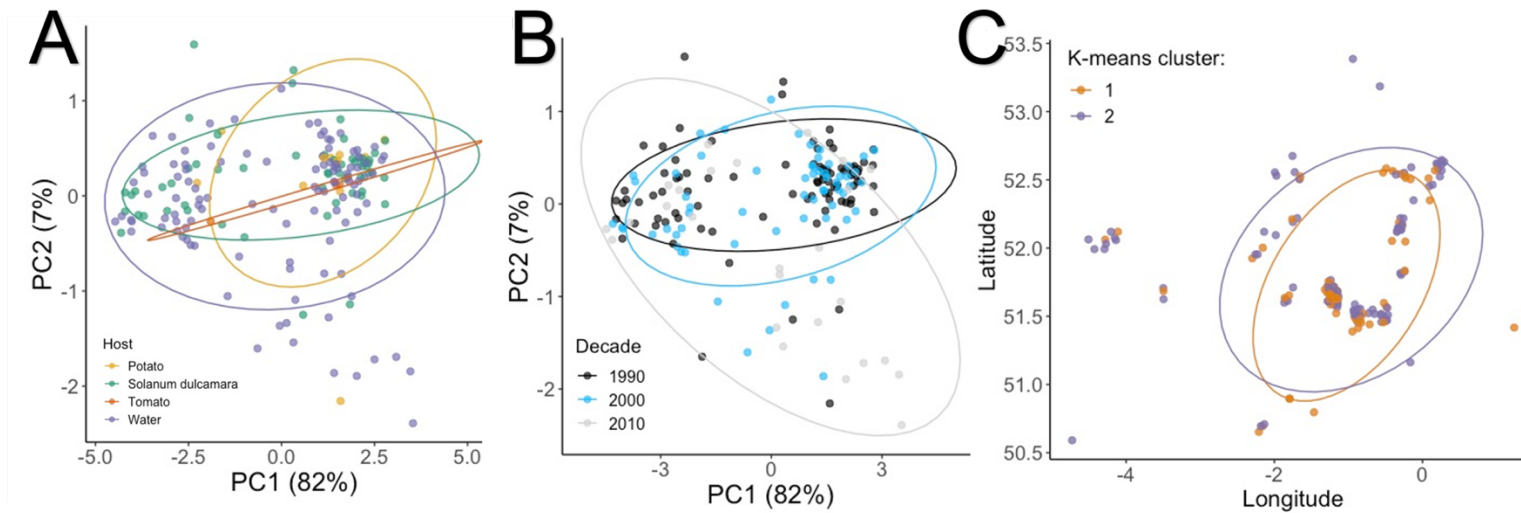 A
1
0
-1
-2
PC2 (7%)
Host
Potato
Solanum dulcamara
Tomato
Water
-5.0 -2.5 0.0 2.5 5.0
PC1 (82%)
B
1
0
-1
-2
PC2 (7%)
Decade
1990
2000
2010
-3 0 3
PC1 (82%)
C
53.5
53.0
52.5
52.0
51.5
51.0
50.5
Latitude
K-means cluster:
1
2
-4 -2 0
Longitude